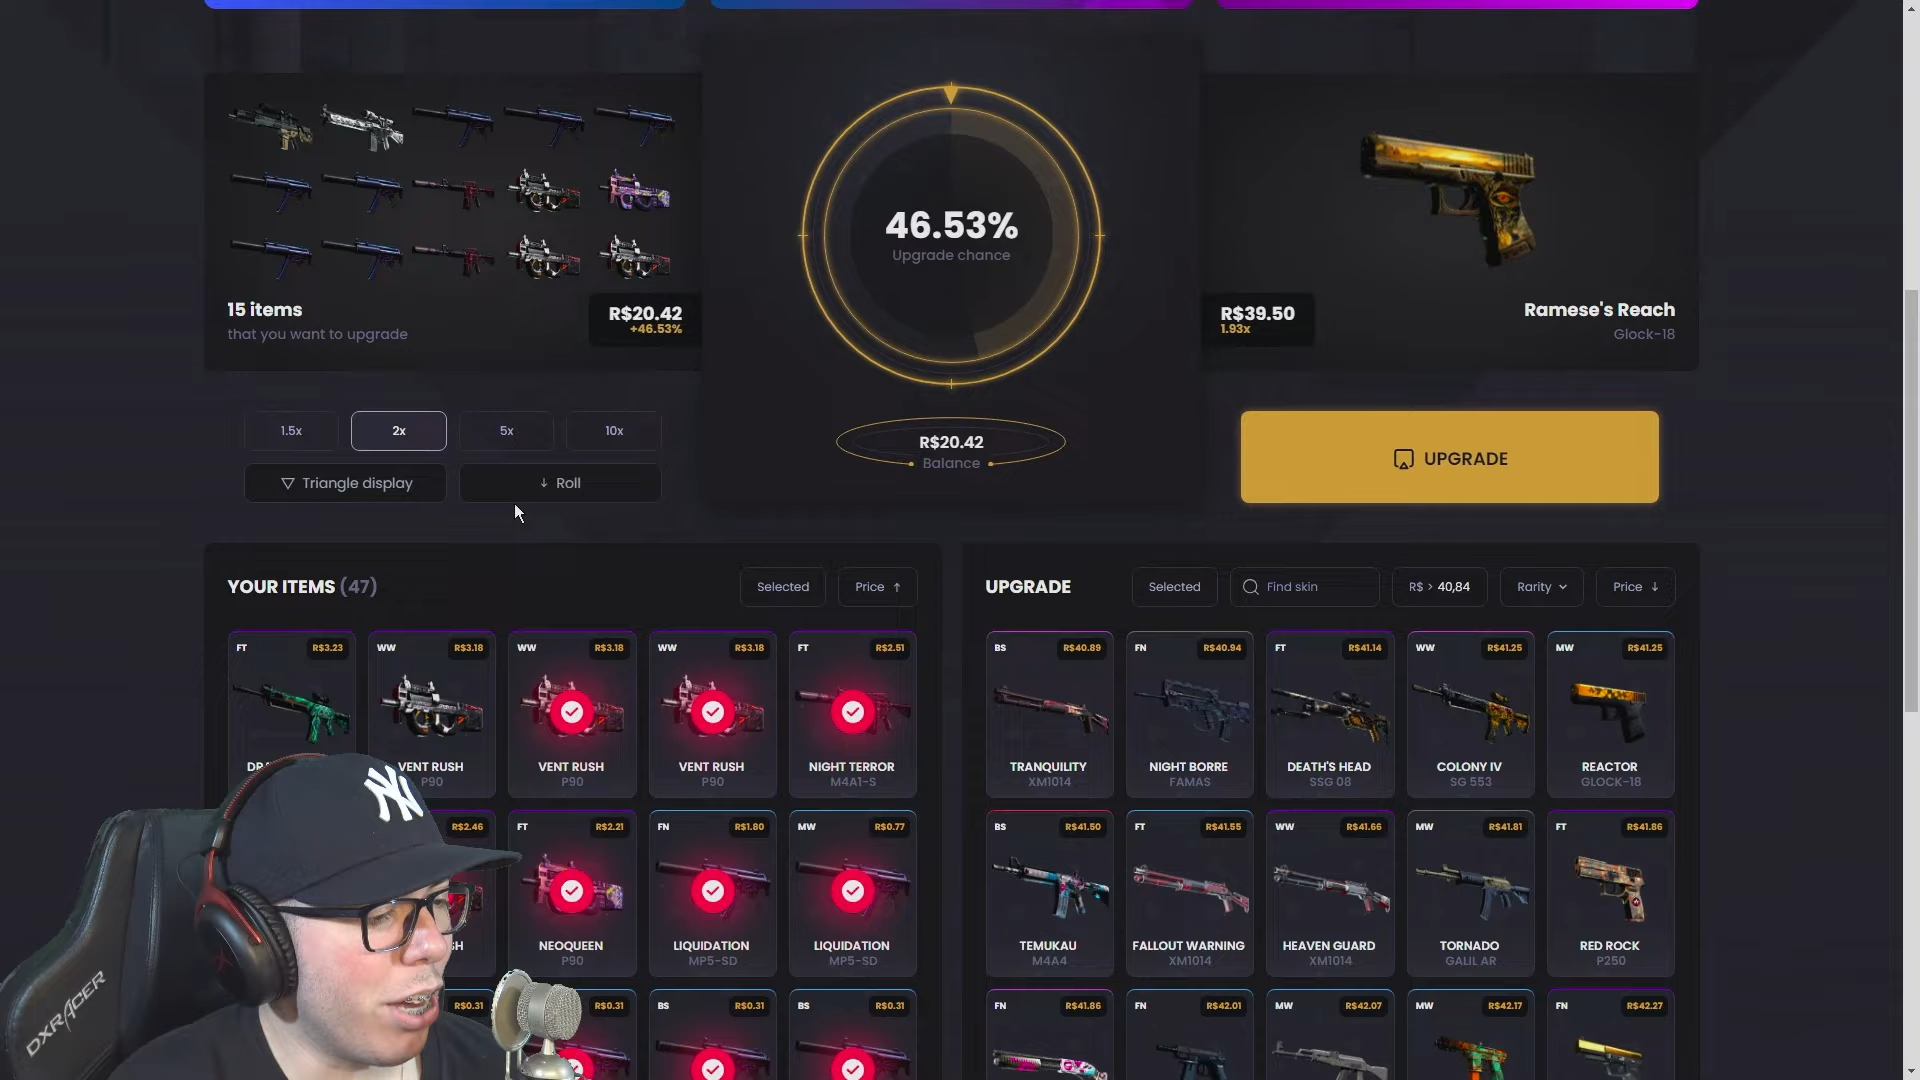 46.53%
Upgrade chance
15 items
that you want to upgrade
R$20.42
+46.53%
R$39.50
1.93x
Ramese's Reach
Glock-18
1.5x
2x
5x
10x
Triangle display
Roll
R$20.42
Balance
UPGRADE
YOUR ITEMS (47)
Selected
Price
FT R$3.23
WW R$3.18
WW R$3.18
WW R$3.18
FT R$2.51
VENT RUSH
P90
VENT RUSH
P90
VENT RUSH
P90
NIGHT TERROR
M4A1-S
R$2.46
FT R$2.21
FN R$1.80
MW R$0.77
NEOQUEEN
P90
LIQUIDATION
MP5-SD
LIQUIDATION
MP5-SD
R$0.31
R$0.31
BS R$0.31
BS R$0.31
UPGRADE
Selected
Find skin
R$ > 40,84
Rarity
Price
BS R$40.89
FN R$40.94
FT R$41.14
WW R$41.25
MW R$41.25
TRANQUILITY
XM1014
NIGHT BORRE
FAMAS
DEATH'S HEAD
SSG 08
COLONY IV
SG 553
REACTOR
GLOCK-18
BS R$41.50
FT R$41.55
WW R$41.66
MW R$41.81
FT R$41.86
TEMUKAU
M4A4
FALLOUT WARNING
XM1014
HEAVEN GUARD
XM1014
TORNADO
GALIL AR
RED ROCK
P250
FN R$41.86
FN R$42.01
MW R$42.07
MW R$42.17
FN R$42.27
NY
DXRACER